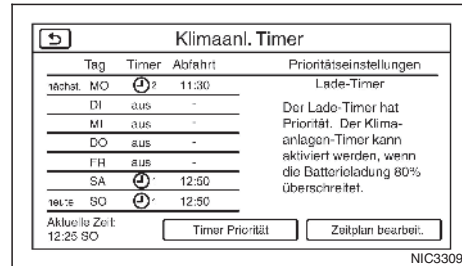 Klimaanl. Timer
Tag Timer Abfahrt
nächst. MO 2 11:30
DI aus -
MI aus -
DO aus -
FR aus -
SA 1 12:50
heute SO 1 12:50
Aktuelle Zeit:
12:25 SO
Prioritätseinstellungen
Lade-Timer
Der Lade-Timer hat
Priorität. Der Klima-
anlagen-Timer kann
aktiviert werden, wenn
die Batterieladung 80%
überschreitet.
Timer Priorität
Zeitplan bearbeit.
NIC3309